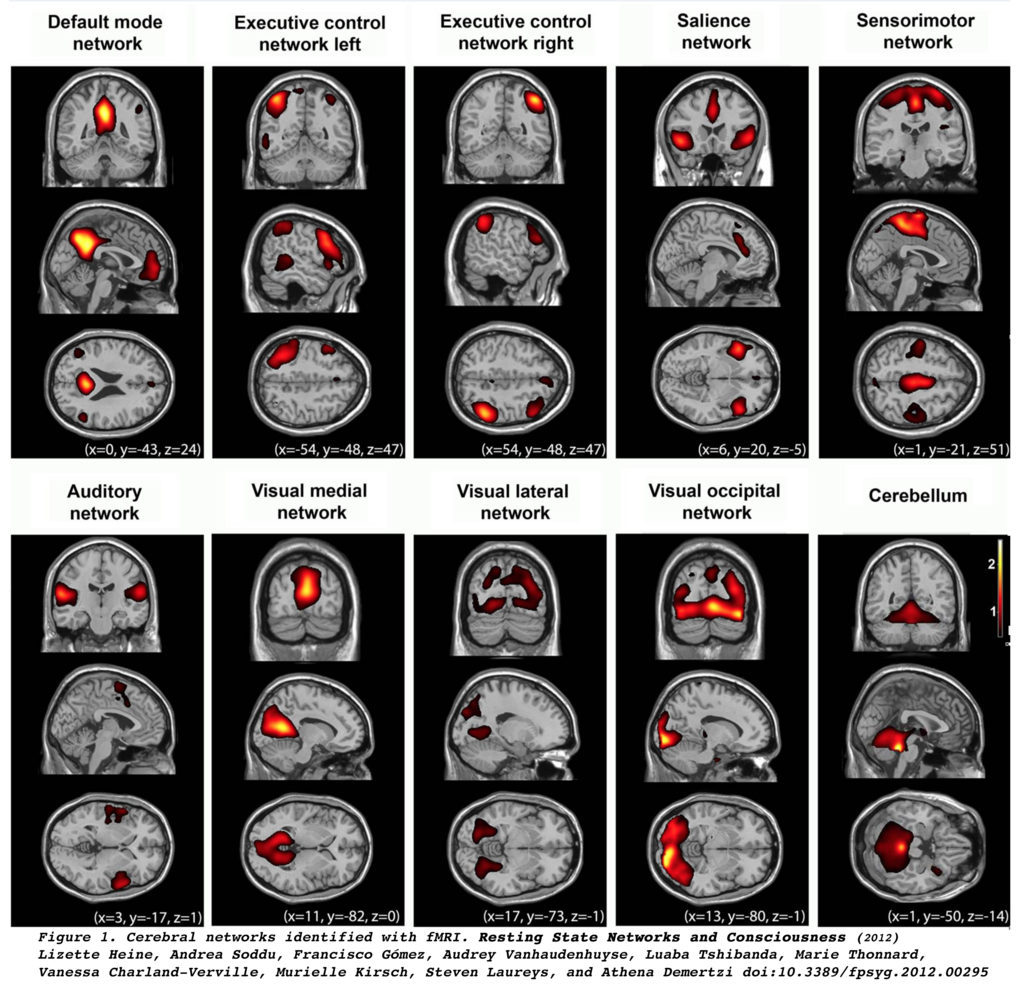 Default mode
network
Executive control
network left
Executive control
network right
Salience
network
Sensorimotor
network
(x=0, y=-43, z=24)
(x=-54, y=-48, z=47)
(x=54, y=-48, z=47)
(x=6, y=20, z=-5)
(x=1, y=-21, z=51)
Auditory
network
Visual medial
network
Visual lateral
network
Visual occipital
network
Cerebellum
2
1
(x=3, y=-17, z=1)
(x=11, y=-82, z=0)
(x=17, y=-73, z=-1)
(x=13, y=-80, z=-1)
(x=1, y=-50, z=-14)
Figure 1. Cerebral networks identified with fMRI. Resting State Networks and Consciousness (2012)
Lizette Heine, Andrea Soddu, Francisco Gómez, Audrey Vanhaudenhuyse, Luaba Tshibanda, Marie Thonnard,
Vanessa Charland-Verville, Murielle Kirsch, Steven Laureys, and Athena Demertzi doi:10.3389/fpsyg.2012.00295